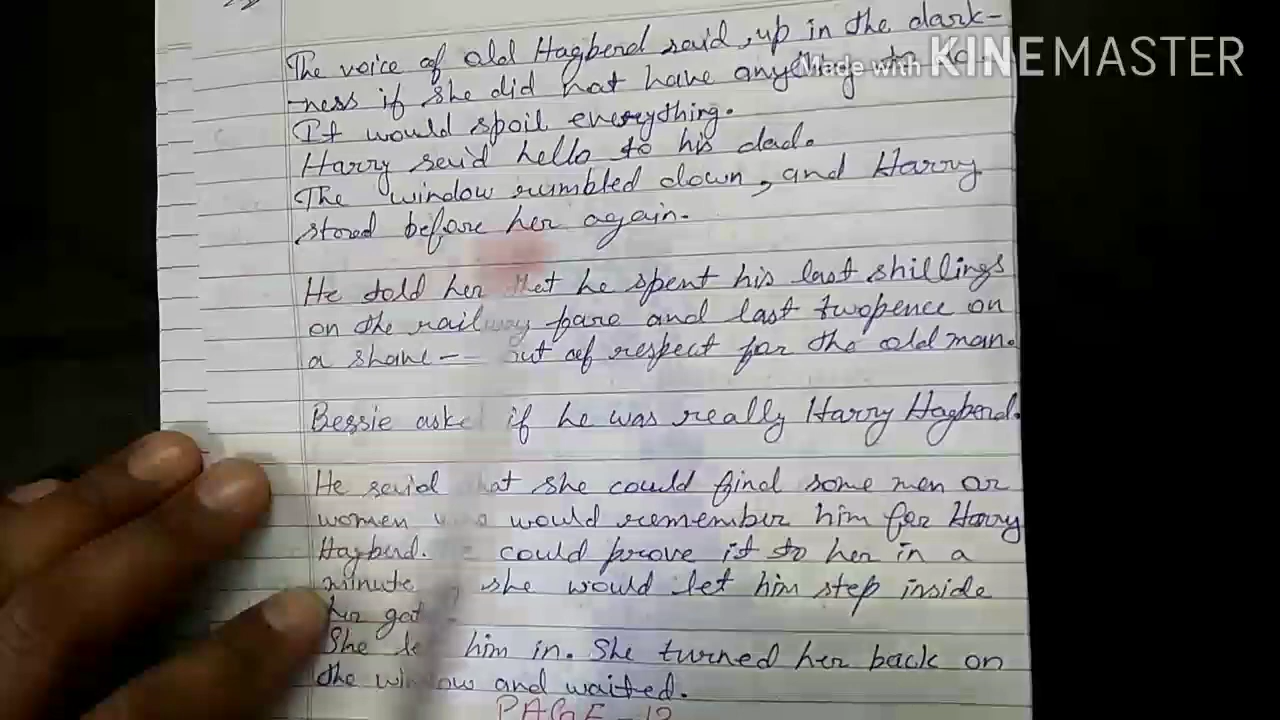 The voice of old Hagberd said, up in the dark-
Made with KINEMASTER
ness if she did not have anything to do.
It would spoil everything.
Harry said hello to his dad.
The window rumbled down, and Harry
stored before her again.
He told her that he spent his last shillings
on the railway fare and last twopence on
a shave — out of respect for the old man.
Bessie aske if he was really Harry Hagberd.
He said that she could find some men or
women who would remember him for Harry
Hagberd. could prove it to her in a
minute she would let him step inside
her gat
She him in. She turned her back on
the window and waited.
PAGE-12